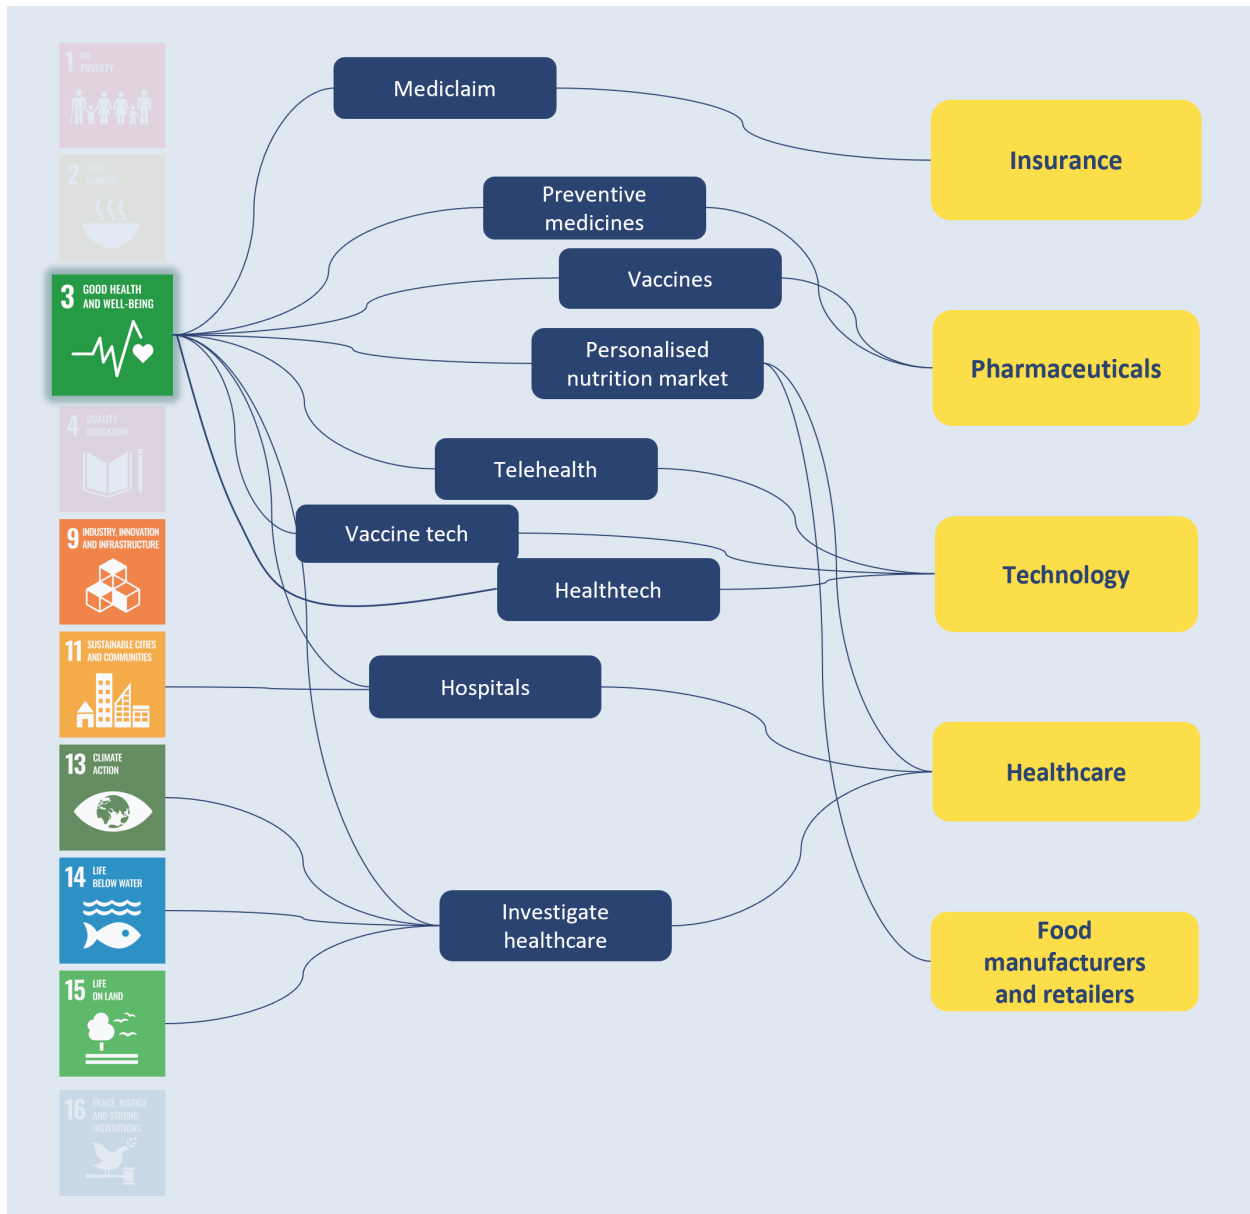 1 NO
POVERTY
2 ZERO
HUNGER
3 GOOD HEALTH
AND WELL-BEING
4 QUALITY
EDUCATION
9 INDUSTRY, INNOVATION
AND INFRASTRUCTURE
11 SUSTAINABLE CITIES
AND COMMUNITIES
13 CLIMATE
ACTION
14 LIFE
BELOW WATER
15 LIFE
ON LAND
16 PEACE, JUSTICE
AND STRONG
INSTITUTIONS
Mediclaim
Preventive
medicines
Vaccines
Personalised
nutrition market
Telehealth
Vaccine tech
Healthtech
Hospitals
Investigate
healthcare
Insurance
Pharmaceuticals
Technology
Healthcare
Food
manufacturers
and retailers